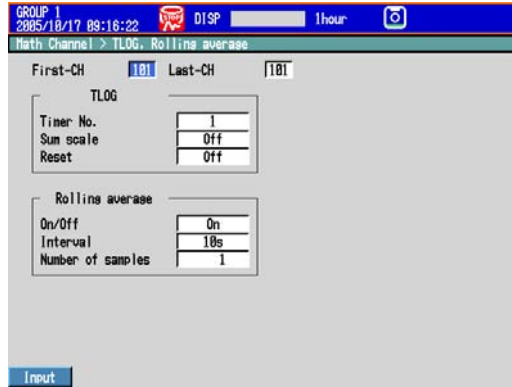 GROUP 1
2005/10/17 09:16:22 STOP DISP 1hour
Math Channel > TLOG, Rolling average
First-CH 101 Last-CH 101
TLOG
Timer No. 1
Sum scale Off
Reset Off
Rolling average
On/Off On
Interval 10s
Number of samples 1
Input